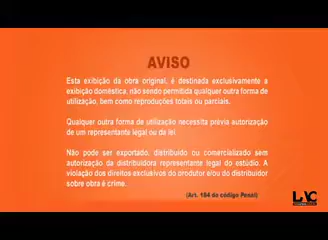 AVISO
Esta exibição da obra original, é destinada exclusivamente a
exibição doméstica, não sendo permitida qualquer outra forma de
utilização, bem como reproduções totais ou parciais.
Qualquer outra forma de utilização necessita prévia autorização
de um representante legal ou da lei.
Não pode ser exportado, distribuído ou comercializado sem
autorização da distribuidora representante legal do estúdio. A
violação dos direitos exclusivos do produtor e/ou do distribuidor
sobre obra é crime.
(Art. 184 do código Penal)